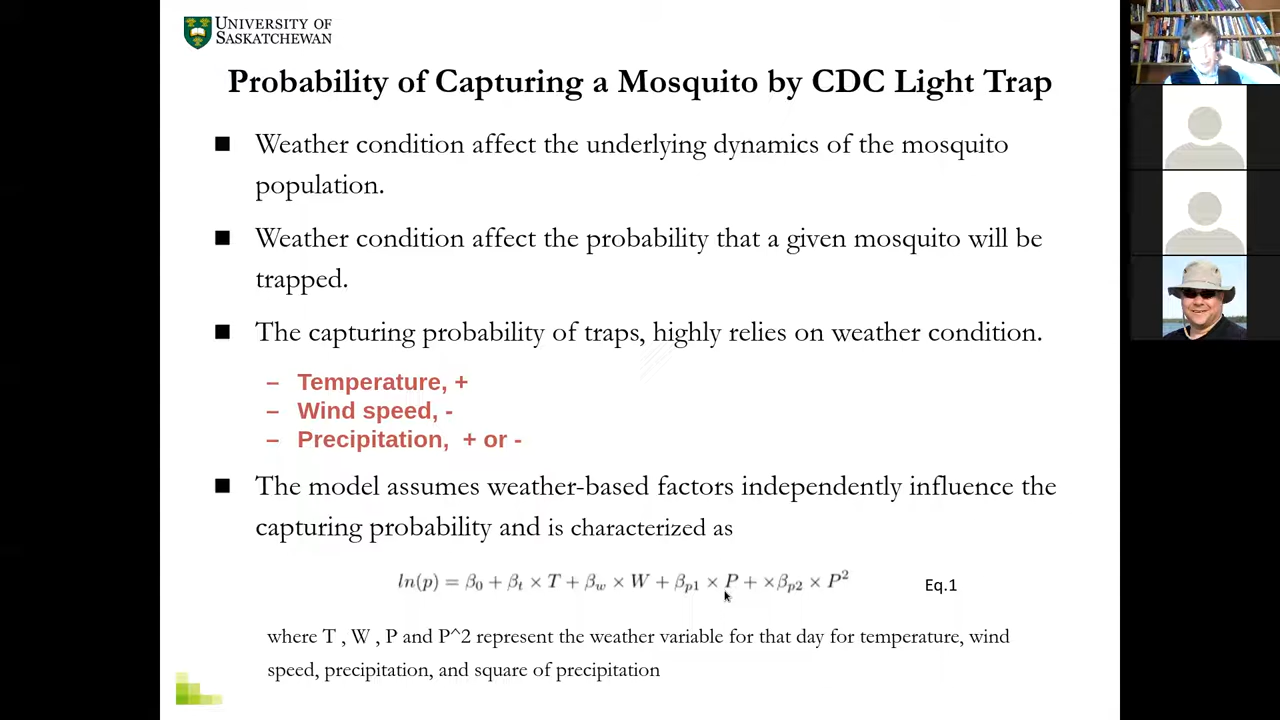 UNIVERSITY OF
SASKATCHEWAN
Probability of Capturing a Mosquito by CDC Light Trap
■ Weather condition affect the underlying dynamics of the mosquito
population.
■ Weather condition affect the probability that a given mosquito will be
trapped.
■ The capturing probability of traps, highly relies on weather condition.
– Temperature, +
– Wind speed, -
– Precipitation, + or -
■ The model assumes weather-based factors independently influence the
capturing probability and is characterized as
ln(p) = β₀ + βₜ × T + β_w × W + β_p1 × P + ×β_p2 × P² Eq.1
where T , W , P and P^2 represent the weather variable for that day for temperature, wind
speed, precipitation, and square of precipitation